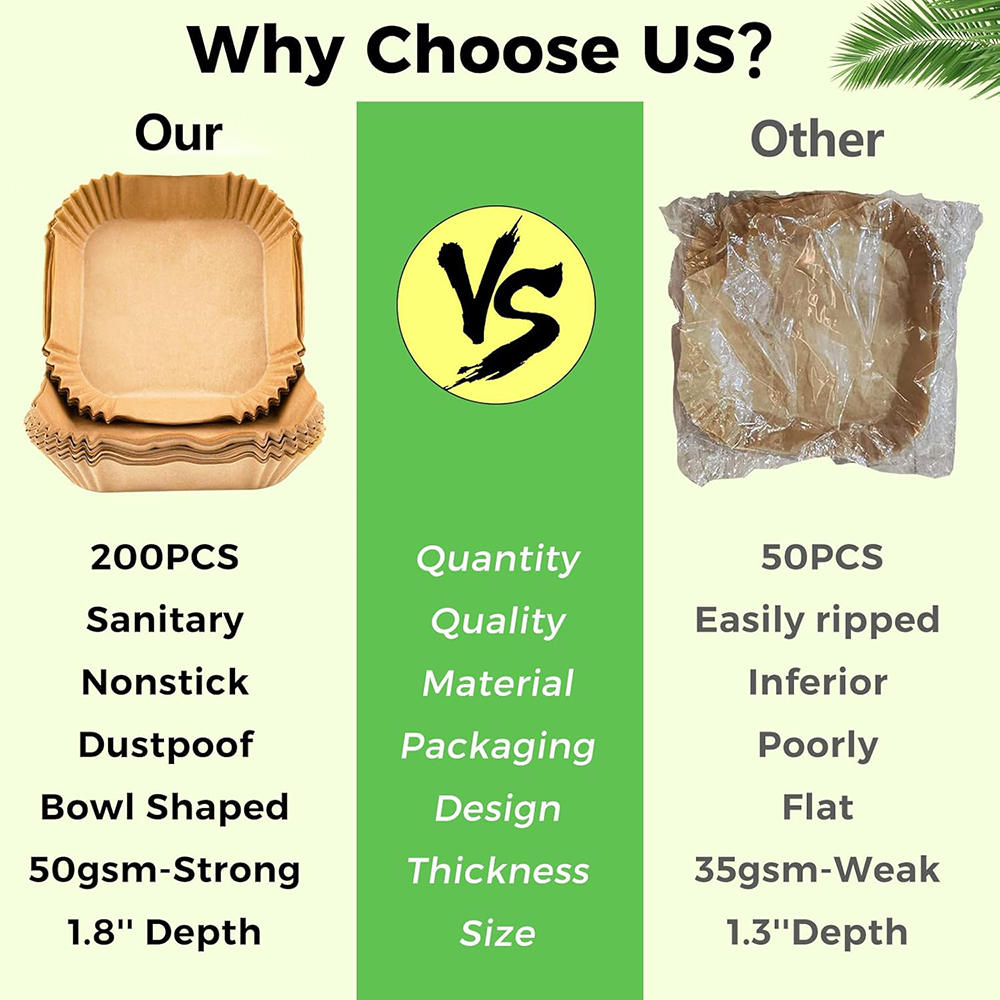 Why Choose US?
Our
VS
Other
200PCS Quantity 50PCS
Sanitary Quality Easily ripped
Nonstick Material Inferior
Dustpoof Packaging Poorly
Bowl Shaped Design Flat
50gsm-Strong Thickness 35gsm-Weak
1.8'' Depth Size 1.3''Depth